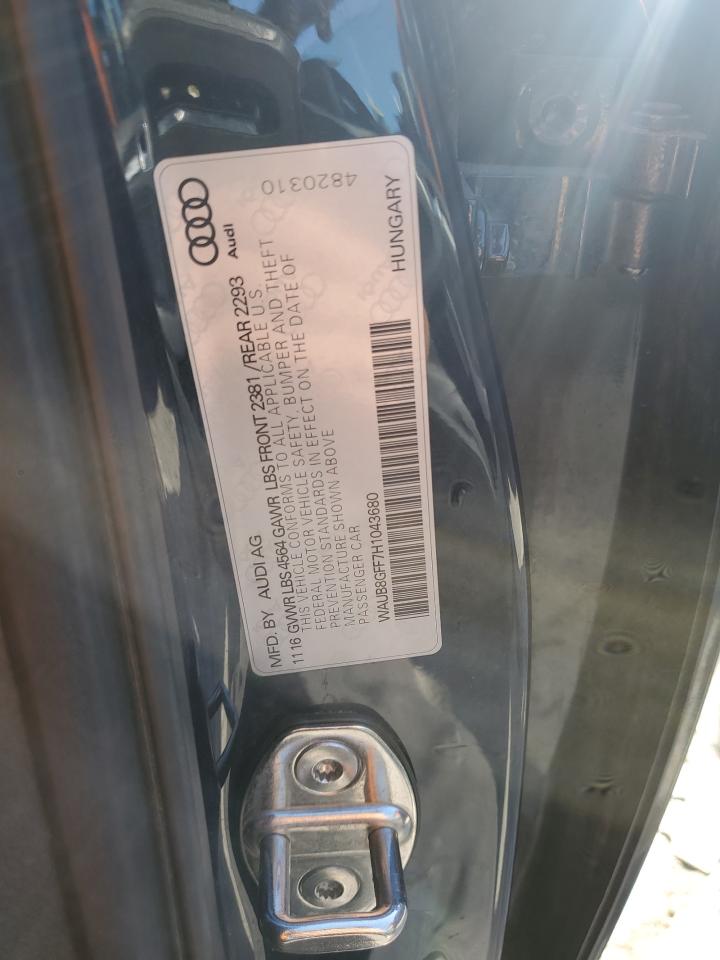 MFD. BY AUDI AG
Audi
1116 GVWR LBS 4564 GAWR LBS FRONT 2381 / REAR 2293
THIS VEHICLE CONFORMS TO ALL APPLICABLE U.S.
FEDERAL MOTOR VEHICLE SAFETY, BUMPER AND THEFT
PREVENTION STANDARDS IN EFFECT ON THE DATE OF
MANUFACTURE SHOWN ABOVE
PASSENGER CAR
WAUB8GFF7H1043680
HUNGARY
4820310